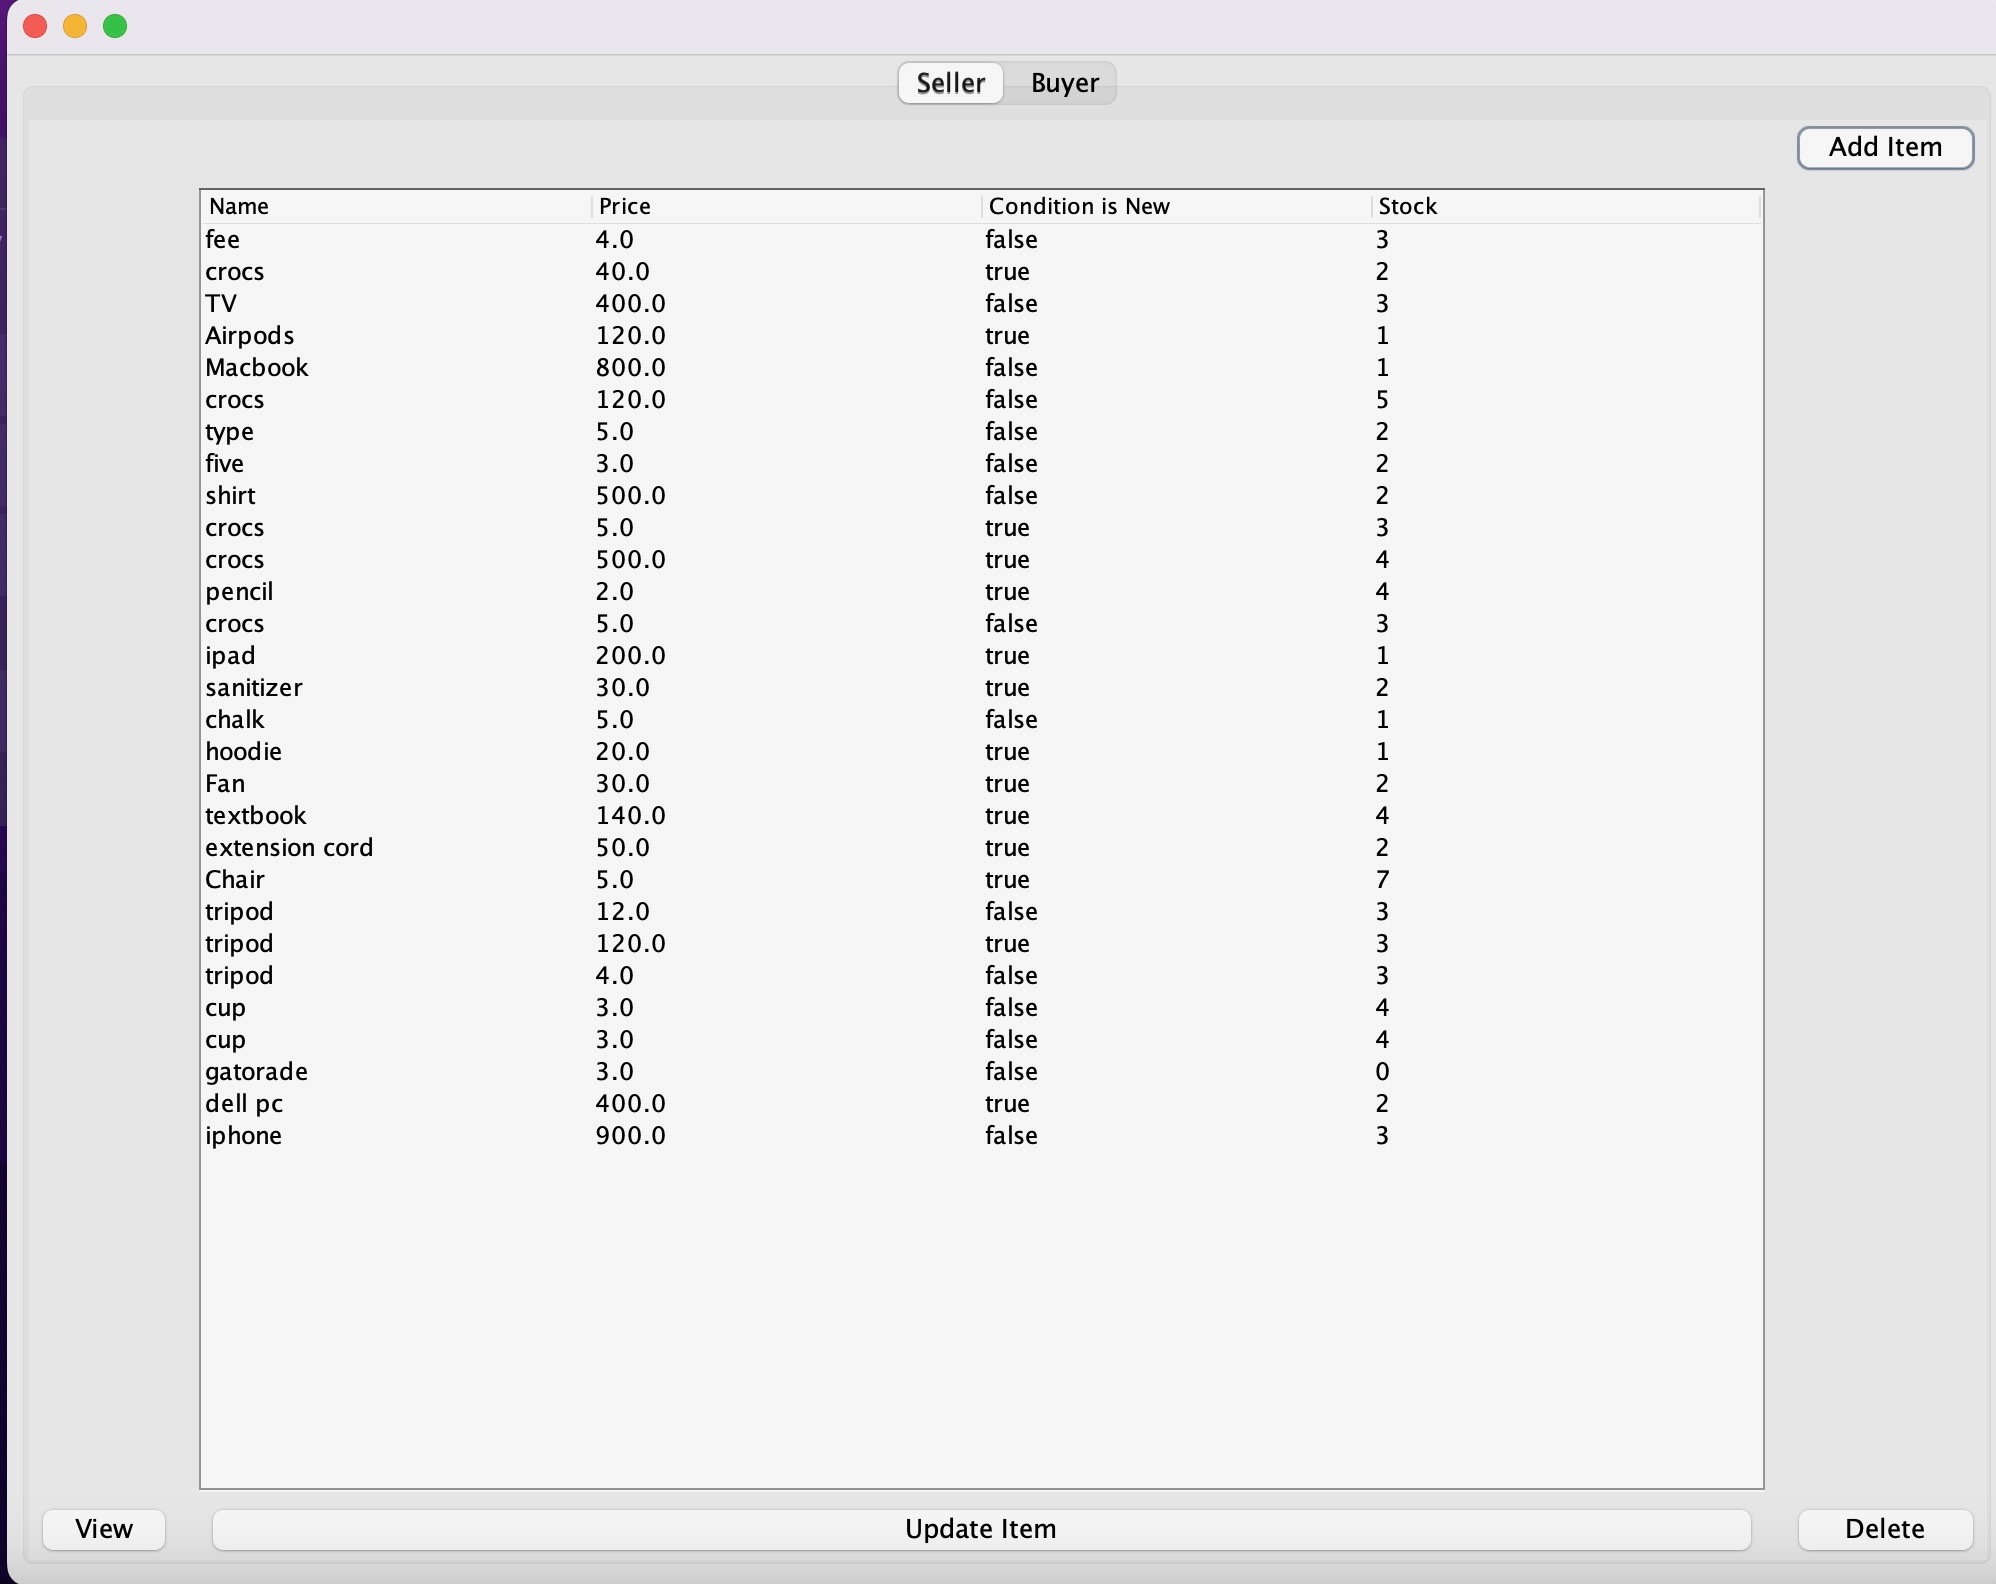 Seller Buyer
Add Item
Name Price Condition is New Stock
fee 4.0 false 3
crocs 40.0 true 2
TV 400.0 false 3
Airpods 120.0 true 1
Macbook 800.0 false 1
crocs 120.0 false 5
type 5.0 false 2
five 3.0 false 2
shirt 500.0 false 2
crocs 5.0 true 3
crocs 500.0 true 4
pencil 2.0 true 4
crocs 5.0 false 3
ipad 200.0 true 1
sanitizer 30.0 true 2
chalk 5.0 false 1
hoodie 20.0 true 1
Fan 30.0 true 2
textbook 140.0 true 4
extension cord 50.0 true 2
Chair 5.0 true 7
tripod 12.0 false 3
tripod 120.0 true 3
tripod 4.0 false 3
cup 3.0 false 4
cup 3.0 false 4
gatorade 3.0 false 0
dell pc 400.0 true 2
iphone 900.0 false 3
View Update Item Delete